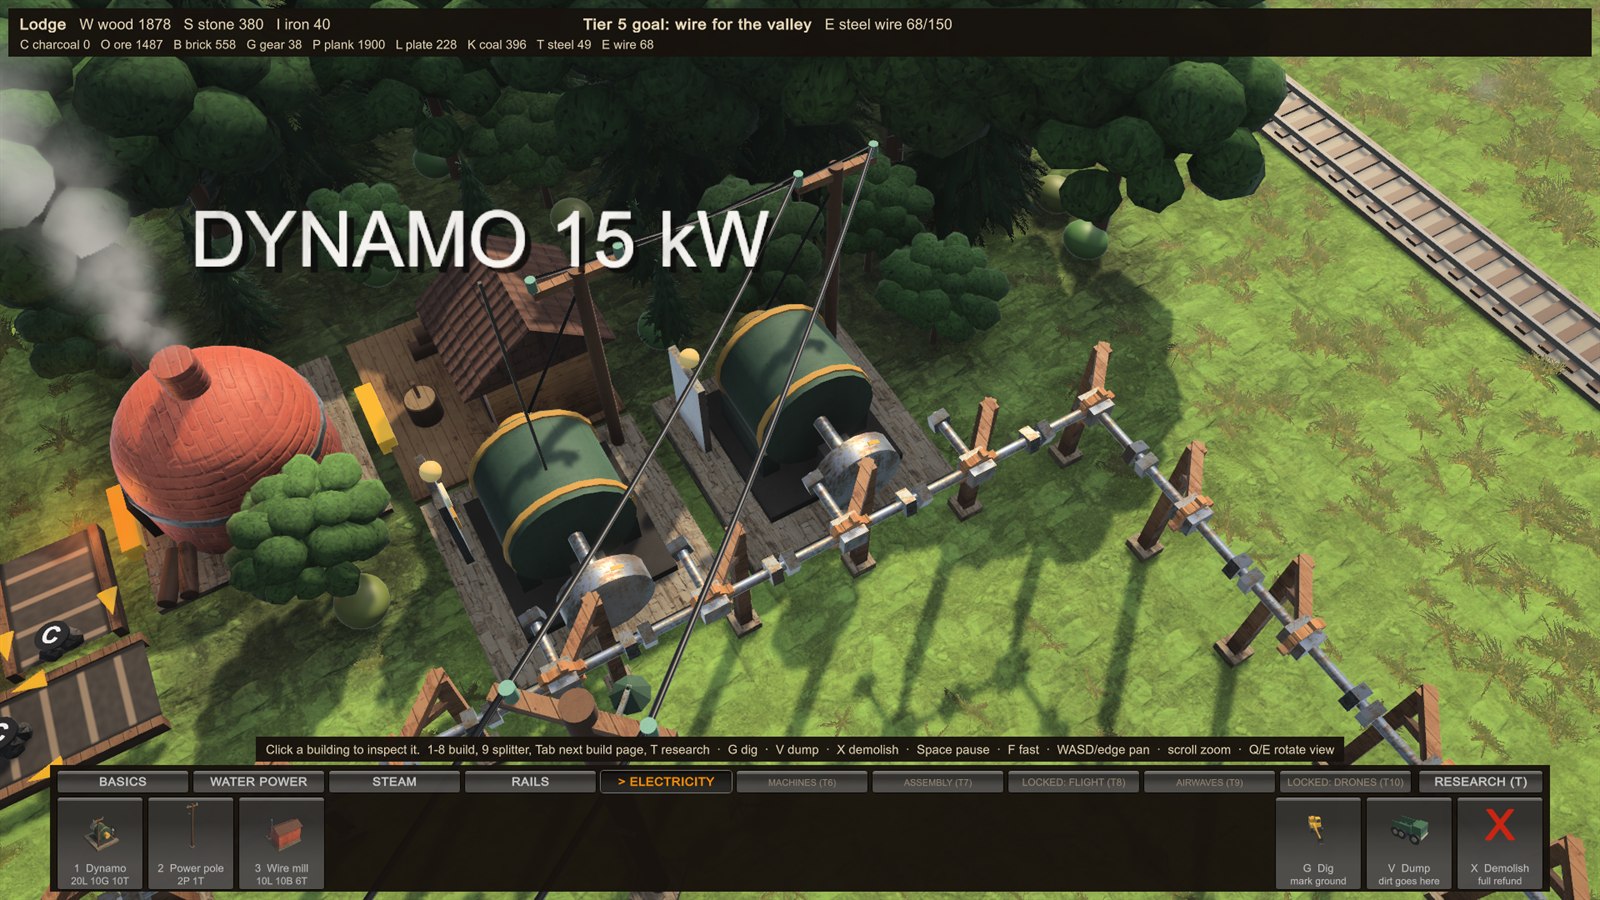 Lodge W wood 1878 S stone 380 I iron 40
Tier 5 goal: wire for the valley E steel wire 68/150
C charcoal 0 O ore 1487 B brick 558 G gear 38 P plank 1900 L plate 228 K coal 396 T steel 49 E wire 68
DYNAMO 15 kW
C
C
Click a building to inspect it. 1-8 build, 9 splitter, Tab next build page, T research · G dig · V dump · X demolish · Space pause · F fast · WASD/edge pan · scroll zoom · Q/E rotate view
BASICS
WATER POWER
STEAM
RAILS
> ELECTRICITY
MACHINES (T6)
ASSEMBLY (T7)
LOCKED: FLIGHT (T8)
AIRWAVES (T9)
LOCKED: DRONES (T10)
RESEARCH (T)
1 Dynamo
20L 10G 10T
2 Power pole
2P 1T
3 Wire mill
10L 10B 6T
G Dig
mark ground
V Dump
dirt goes here
X Demolish
full refund